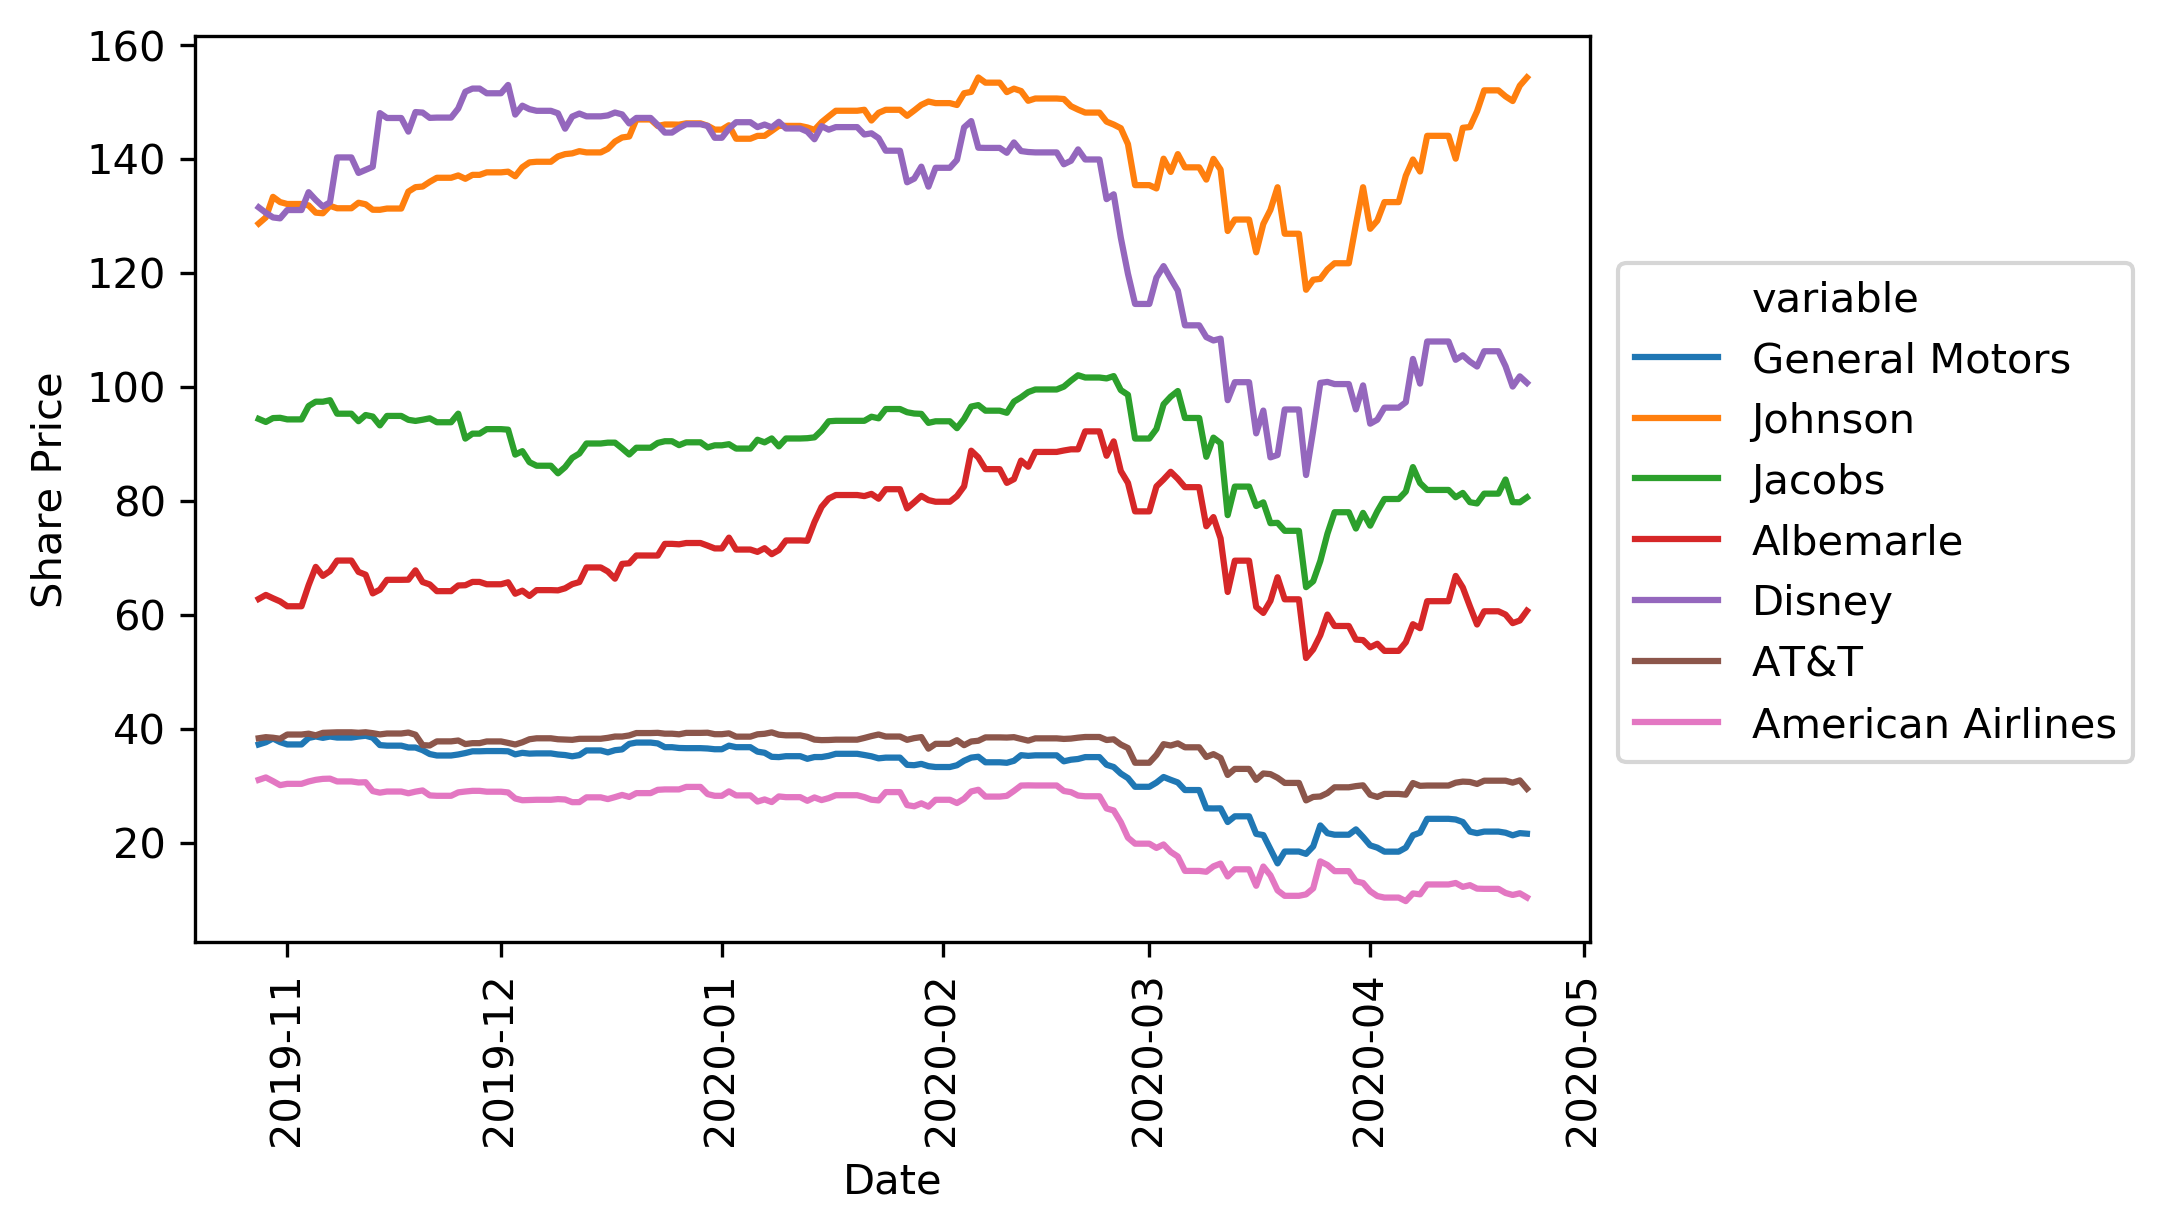 160
140
120
100
80
60
40
20
Share Price
2019-11
2019-12
2020-01
2020-02
2020-03
2020-04
2020-05
Date
variable
General Motors
Johnson
Jacobs
Albemarle
Disney
AT&T
American Airlines